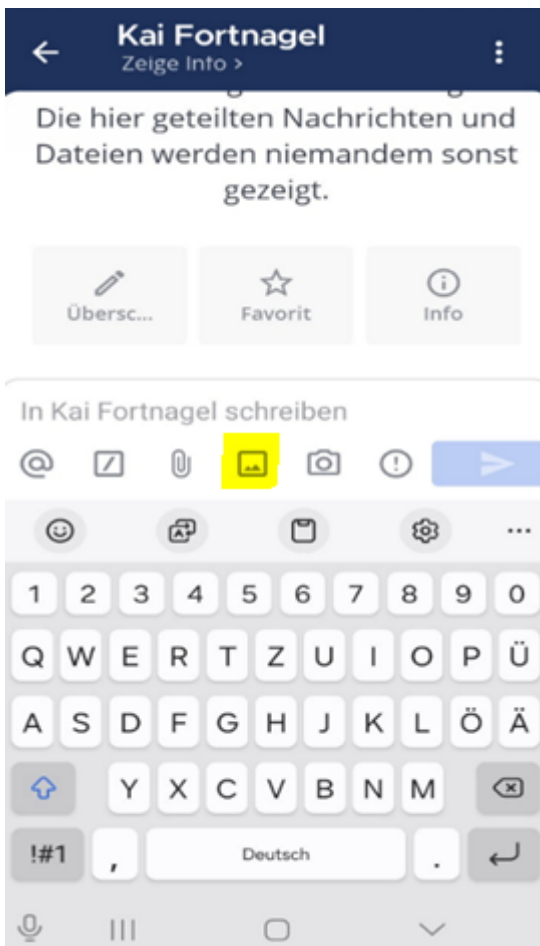 Kai Fortnagel
Zeige Info >
Die hier geteilten Nachrichten und
Dateien werden niemandem sonst
gezeigt.
Übersc... Favorit Info
In Kai Fortnagel schreiben
1 2 3 4 5 6 7 8 9 0
Q W E R T Z U I O P Ü
A S D F G H J K L Ö Ä
Y X C V B N M
!#1 , Deutsch .